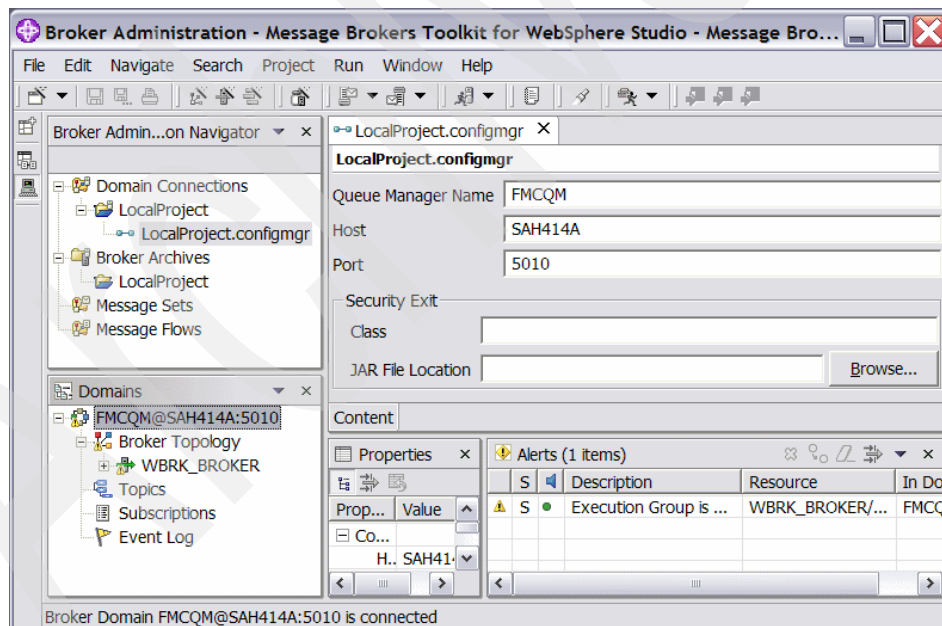 Broker Administration - Message Brokers Toolkit for WebSphere Studio - Message Bro...
File Edit Navigate Search Project Run Window Help
Broker Admin...on Navigator
Domain Connections
LocalProject
LocalProject.configmgr
Broker Archives
LocalProject
Message Sets
Message Flows
LocalProject.configmgr
LocalProject.configmgr
Queue Manager Name FMCQM
Host SAH414A
Port 5010
Security Exit
Class
JAR File Location Browse...
Content
Domains
FMCQM@SAH414A:5010
Broker Topology
WBRK_BROKER
Topics
Subscriptions
Event Log
Properties
Prop... Value
Co...
H.. SAH41
Alerts (1 items)
S Description Resource In Do
S Execution Group is ... WBRK_BROKER/... FMCQ
Broker Domain FMCQM@SAH414A:5010 is connected